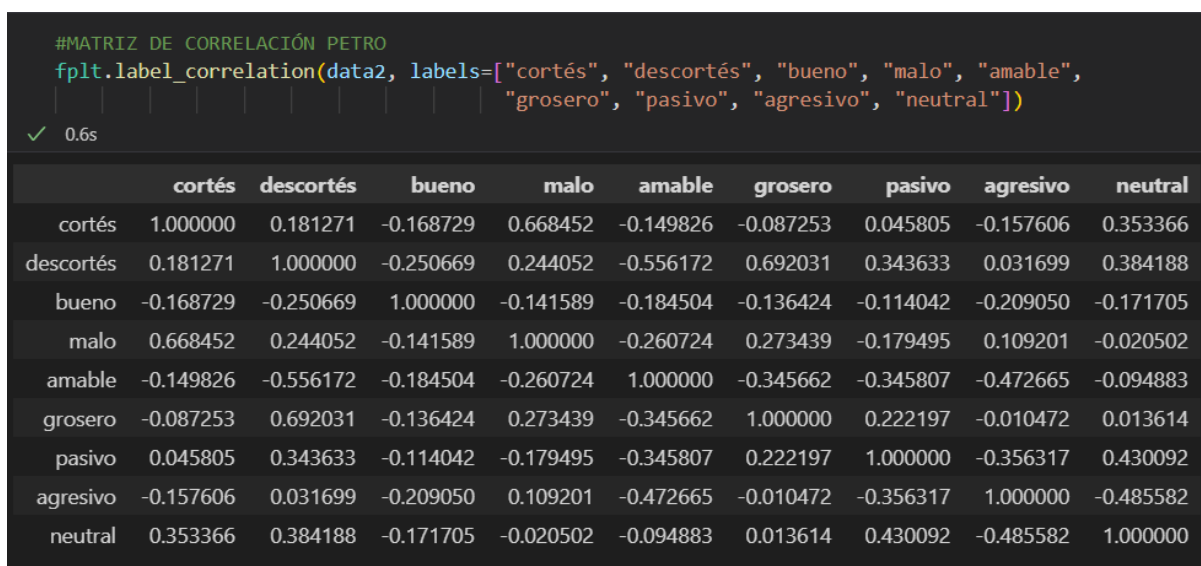 #MATRIZ DE CORRELACIÓN PETRO
fplt.label_correlation(data2, labels=["cortés", "descortés", "bueno", "malo", "amable",
"grosero", "pasivo", "agresivo", "neutral"])
✓ 0.6s
cortés descortés bueno malo amable grosero pasivo agresivo neutral
cortés 1.000000 0.181271 -0.168729 0.668452 -0.149826 -0.087253 0.045805 -0.157606 0.353366
descortés 0.181271 1.000000 -0.250669 0.244052 -0.556172 0.692031 0.343633 0.031699 0.384188
bueno -0.168729 -0.250669 1.000000 -0.141589 -0.184504 -0.136424 -0.114042 -0.209050 -0.171705
malo 0.668452 0.244052 -0.141589 1.000000 -0.260724 0.273439 -0.179495 0.109201 -0.020502
amable -0.149826 -0.556172 -0.184504 -0.260724 1.000000 -0.345662 -0.345807 -0.472665 -0.094883
grosero -0.087253 0.692031 -0.136424 0.273439 -0.345662 1.000000 0.222197 -0.010472 0.013614
pasivo 0.045805 0.343633 -0.114042 -0.179495 -0.345807 0.222197 1.000000 -0.356317 0.430092
agresivo -0.157606 0.031699 -0.209050 0.109201 -0.472665 -0.010472 -0.356317 1.000000 -0.485582
neutral 0.353366 0.384188 -0.171705 -0.020502 -0.094883 0.013614 0.430092 -0.485582 1.000000